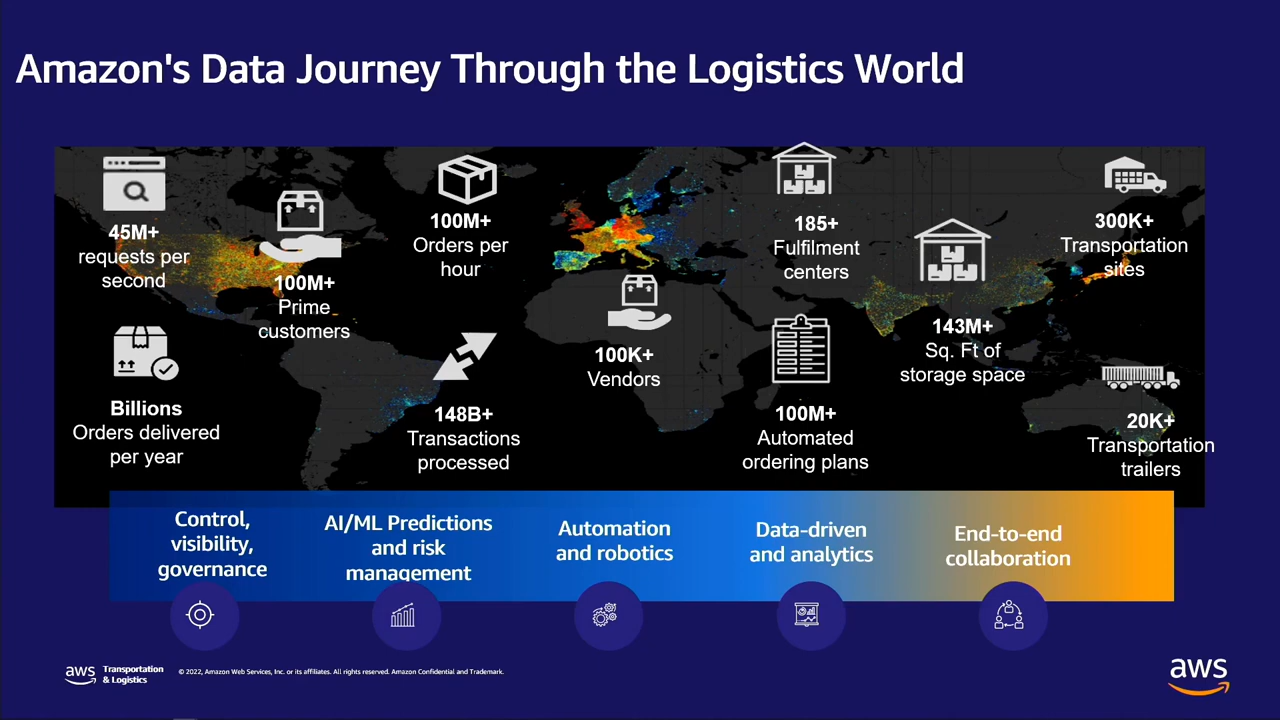 Amazon's Data Journey Through the Logistics World
45M+
requests per
second
100M+
Prime
customers
100M+
Orders per
hour
185+
Fulfilment
centers
300K+
Transportation
sites
143M+
Sq. Ft of
storage space
100K+
Vendors
Billions
Orders delivered
per year
148B+
Transactions
processed
100M+
Automated
ordering plans
20K+
Transportation
trailers
Control,
visibility,
governance
AI/ML Predictions
and risk
management
Automation
and robotics
Data-driven
and analytics
End-to-end
collaboration
aws
Transportation
& Logistics
© 2022, Amazon Web Services, Inc. or its affiliates. All rights reserved. Amazon Confidential and Trademark.
aws